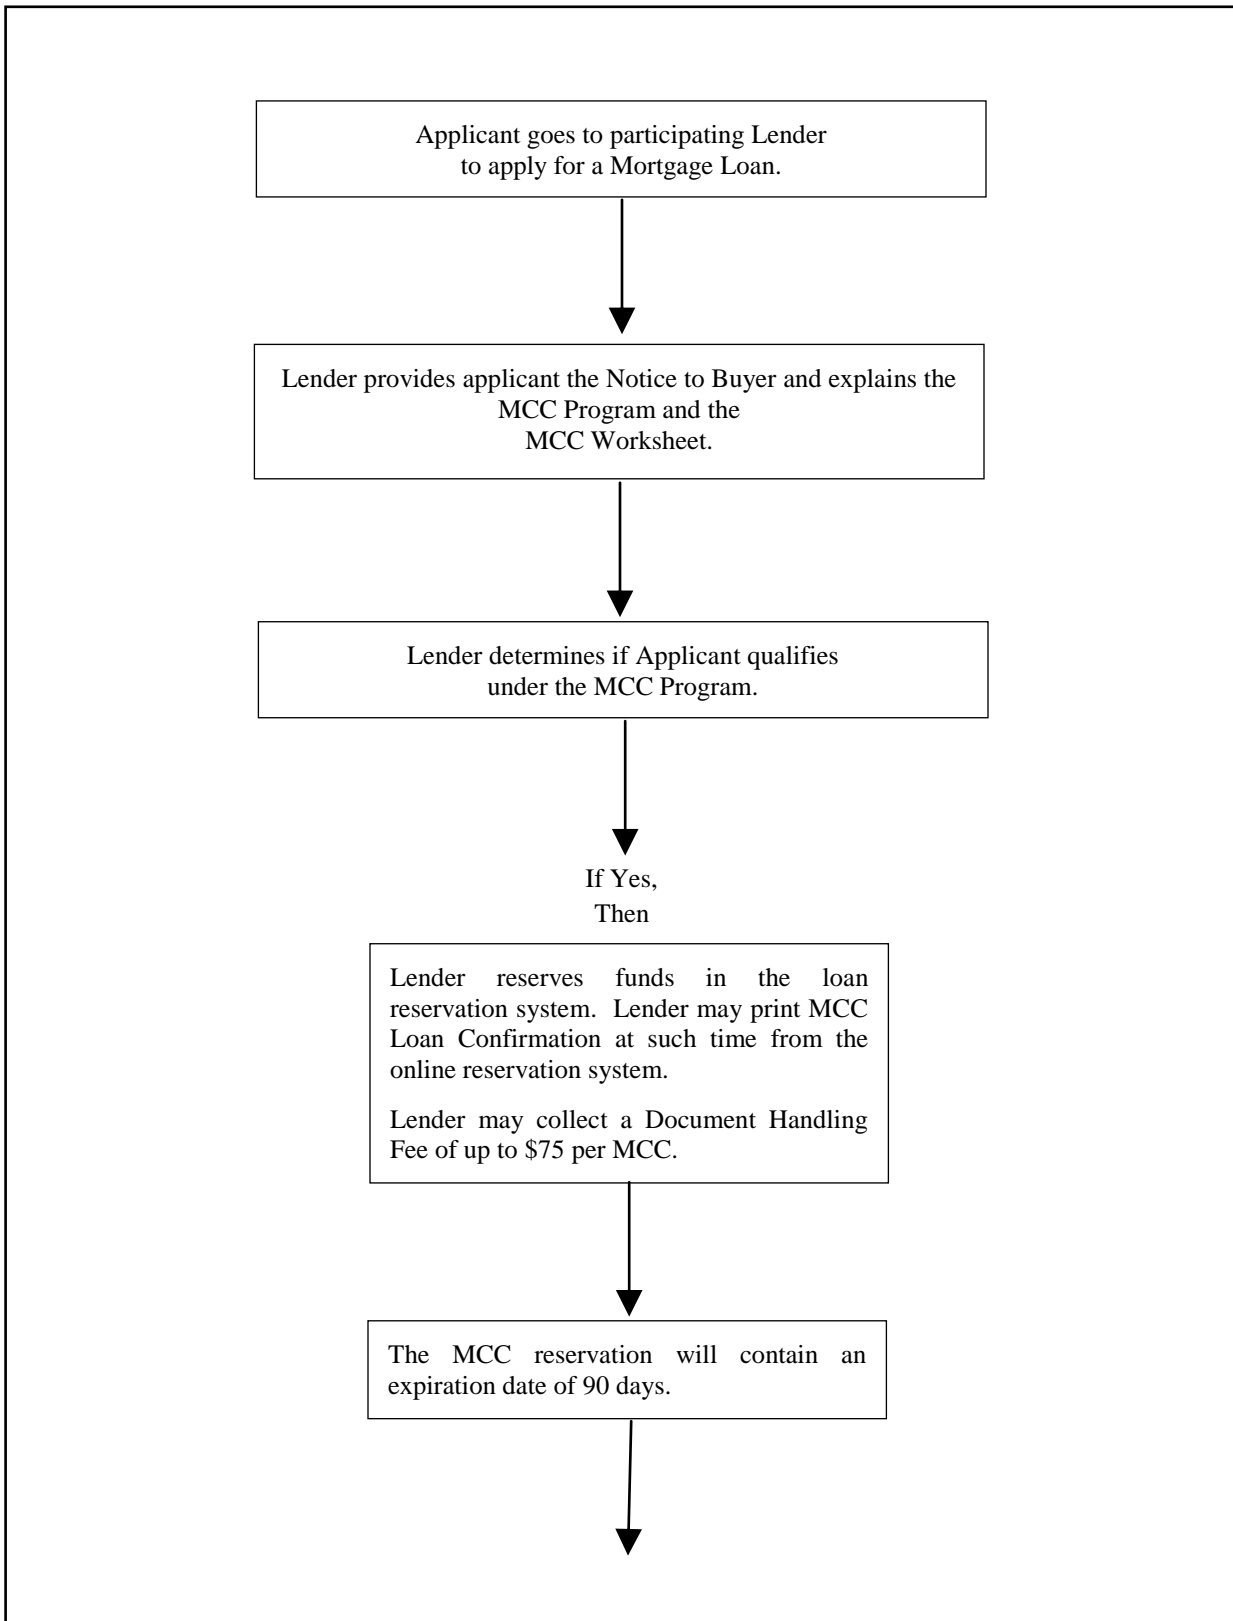 Applicant goes to participating Lender
to apply for a Mortgage Loan.
Lender provides applicant the Notice to Buyer and explains the
MCC Program and the
MCC Worksheet.
Lender determines if Applicant qualifies
under the MCC Program.
If Yes,
Then
Lender reserves funds in the loan
reservation system. Lender may print MCC
Loan Confirmation at such time from the
online reservation system.
Lender may collect a Document Handling
Fee of up to $75 per MCC.
The MCC reservation will contain an
expiration date of 90 days.